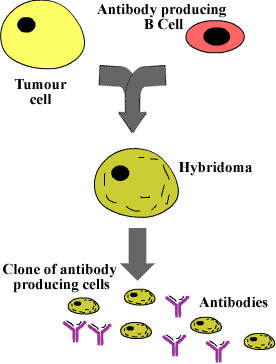 Antibody producing
B Cell
Tumour
cell
Hybridoma
Clone of antibody
producing cells
Antibodies